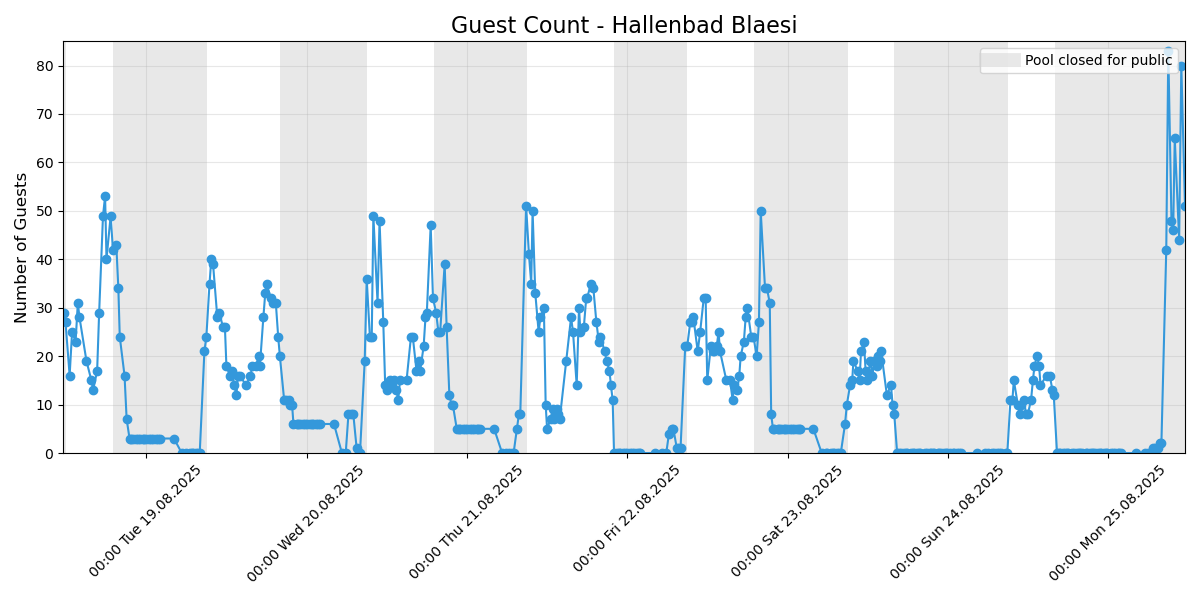 Guest Count - Hallenbad Blaesi
Pool closed for public
Number of Guests
80
70
60
50
40
30
20
10
0
00:00 Tue 19.08.2025
00:00 Wed 20.08.2025
00:00 Thu 21.08.2025
00:00 Fri 22.08.2025
00:00 Sat 23.08.2025
00:00 Sun 24.08.2025
00:00 Mon 25.08.2025